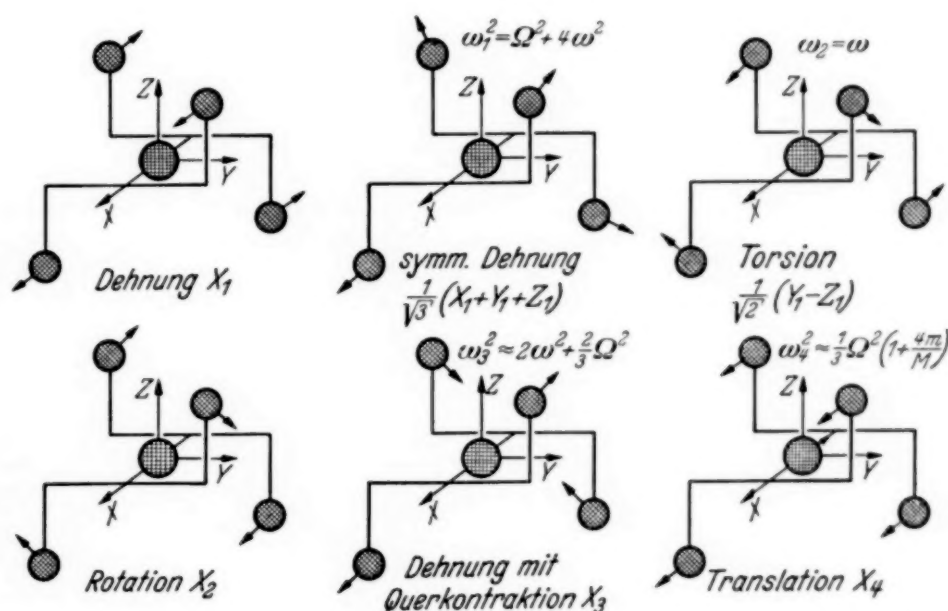 Z
Y
X
Dehnung X₁
ω₁² = Ω² + 4ω²
Z
Y
X
symm. Dehnung
1/√3 (X₁+Y₁+Z₁)
ω₂ = ω
Z
Y
X
Torsion
1/√2 (Y₁−Z₁)
Z
Y
X
Rotation X₂
ω₃² ≈ 2ω² + 2/3 Ω²
Z
Y
X
Dehnung mit
Querkontraktion X₃
ω₄² ≈ 1/3 Ω² (1 + 4m/M)
Z
Y
X
Translation X₄